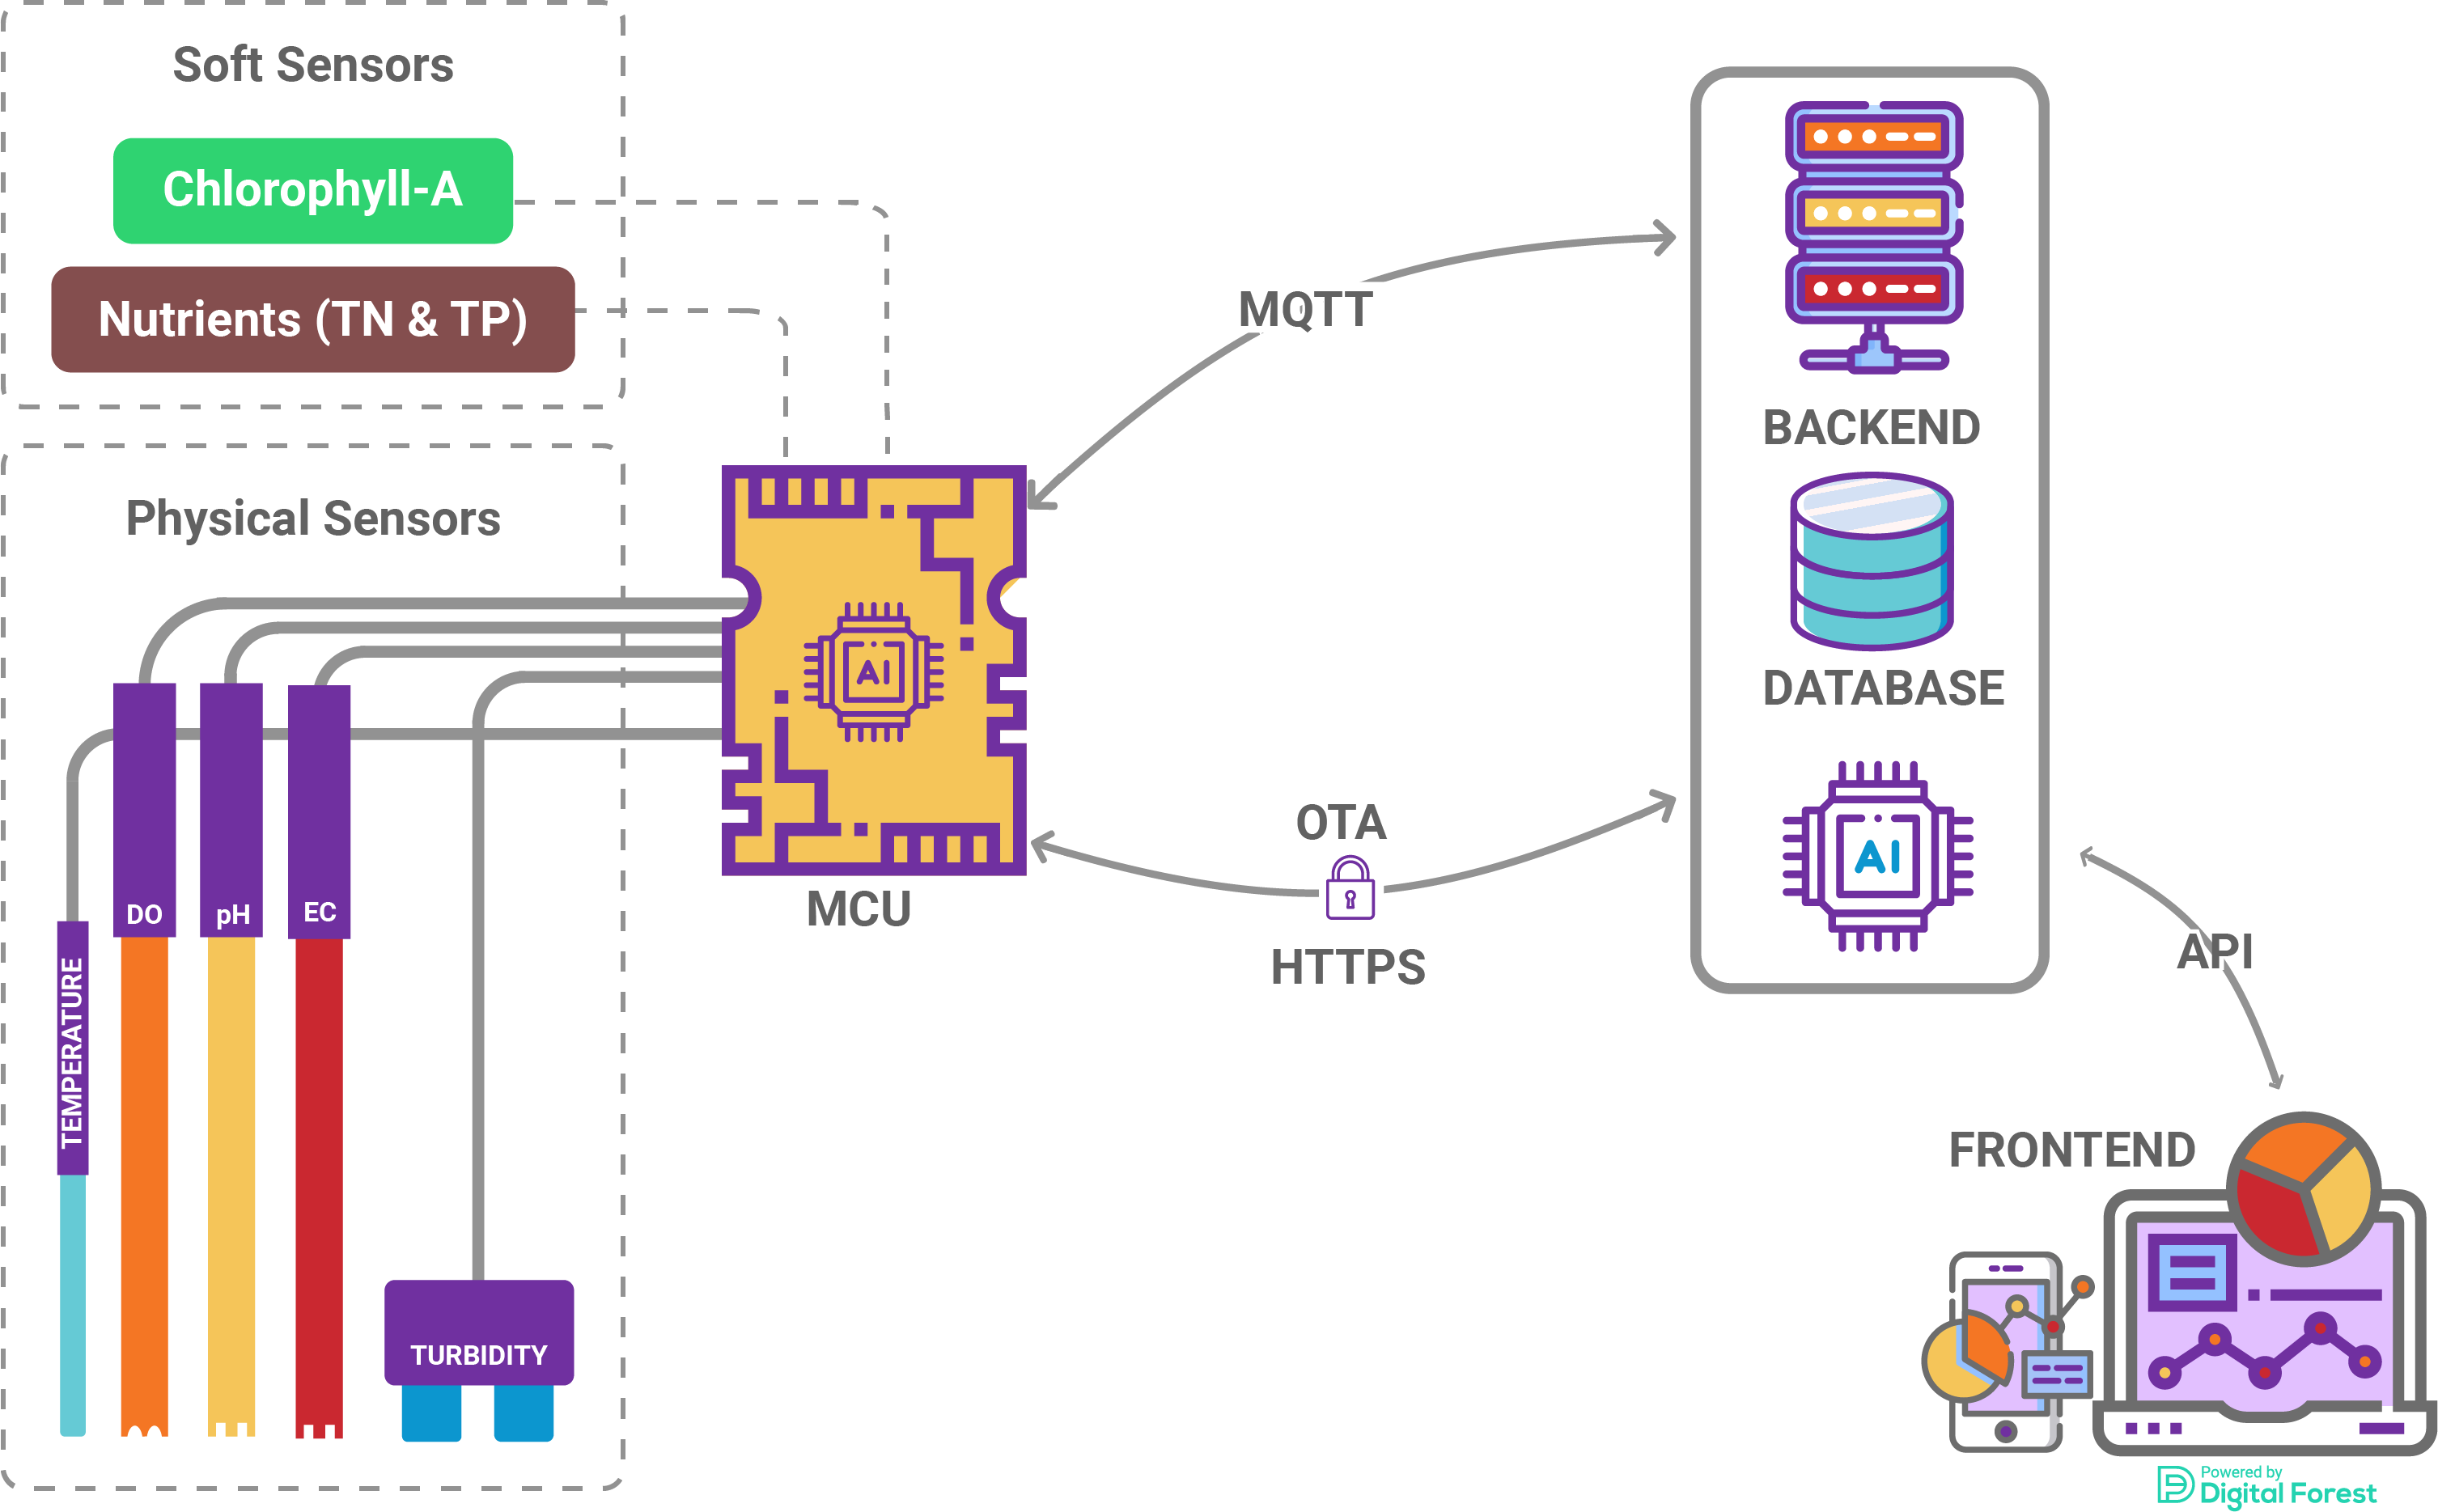 Soft Sensors
Chlorophyll-A
Nutrients (TN & TP)
Physical Sensors
DO
pH
EC
TEMPERATURE
TURBIDITY
AI
MCU
MQTT
OTA
HTTPS
BACKEND
DATABASE
AI
API
FRONTEND
Powered by
Digital Forest